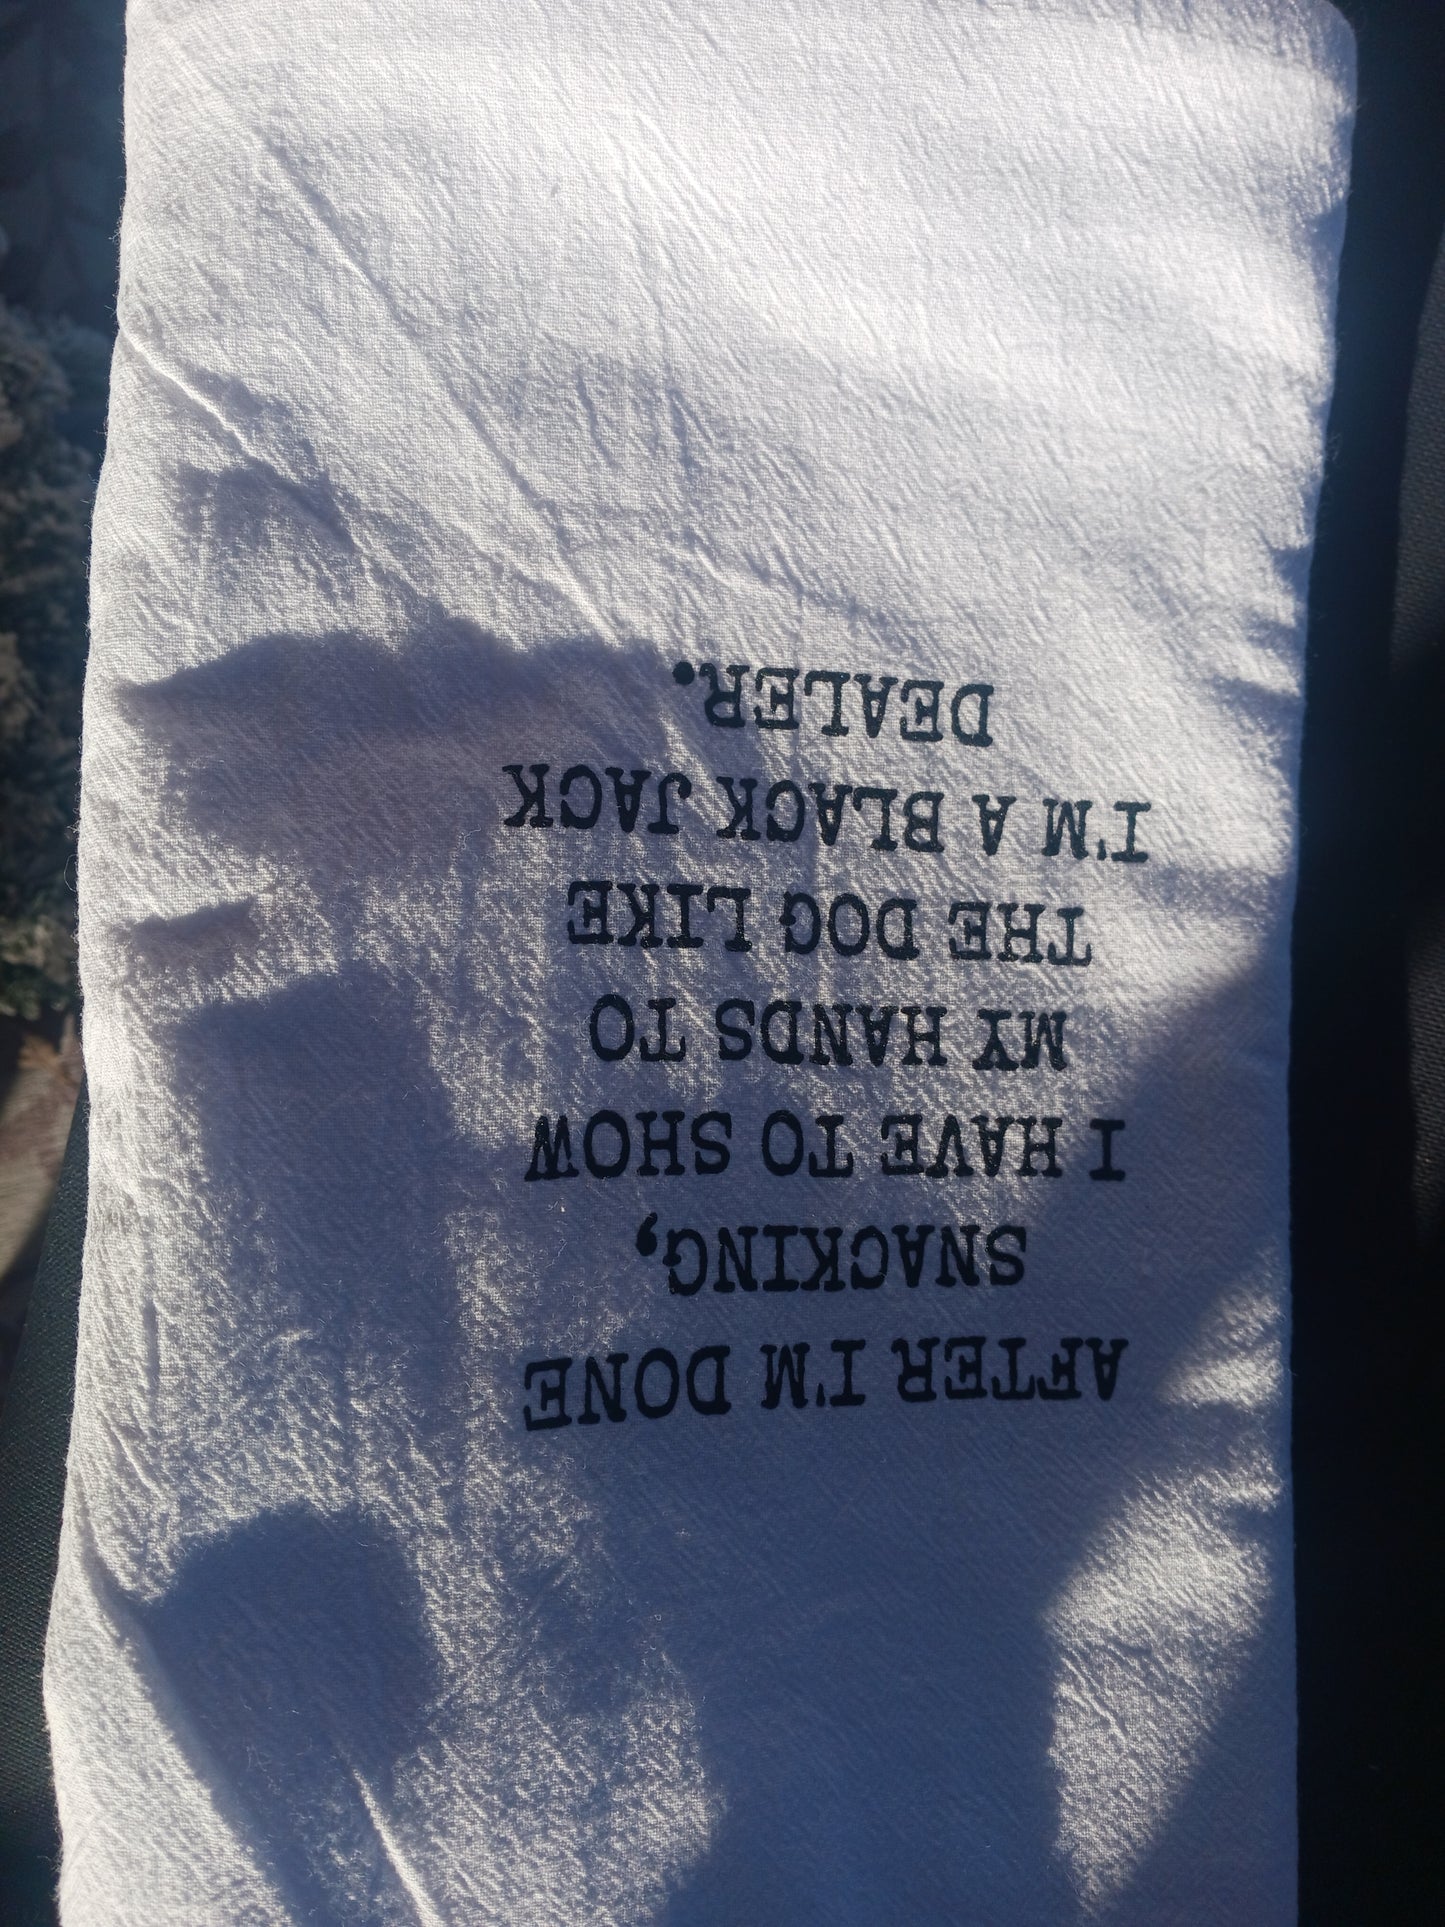 AFTER I'M DONE
SNACKING,
I HAVE TO SHOW
MY HANDS TO
THE DOG LIKE
I'M A BLACK JACK
DEALER.